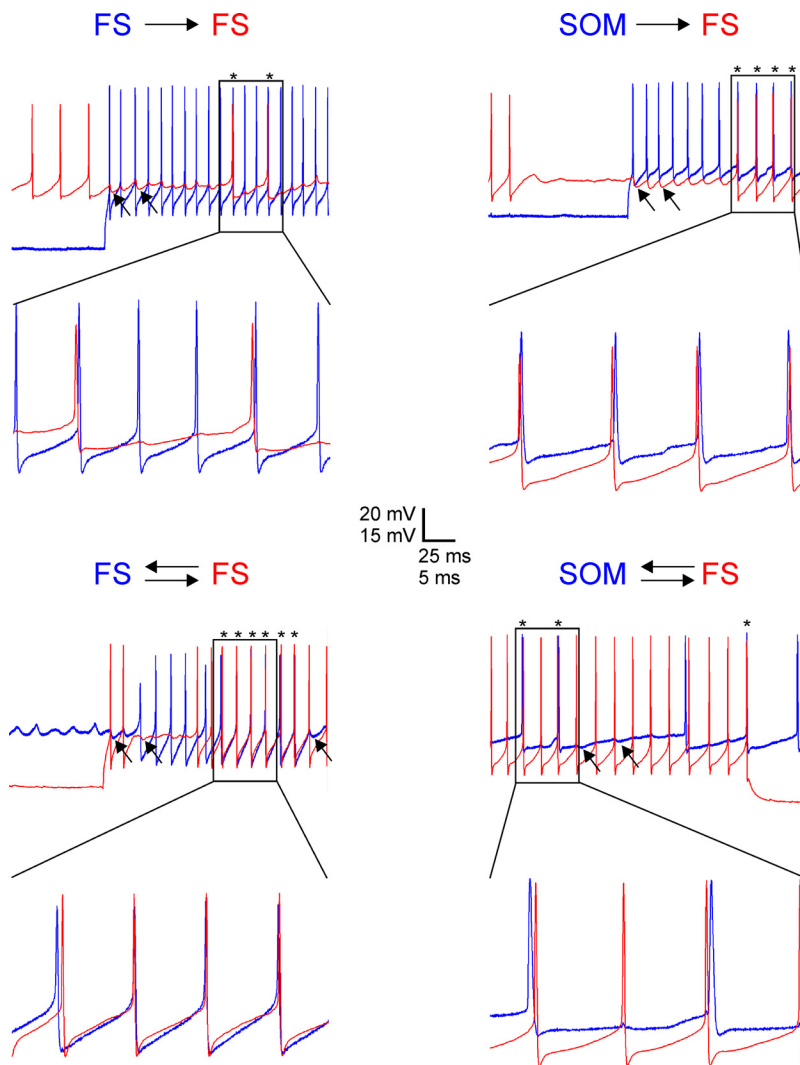 FS → FS
SOM → FS
* *
* * * *
20 mV
15 mV
25 ms
5 ms
FS ⇄ FS
SOM ⇄ FS
* * * * * *
* * *